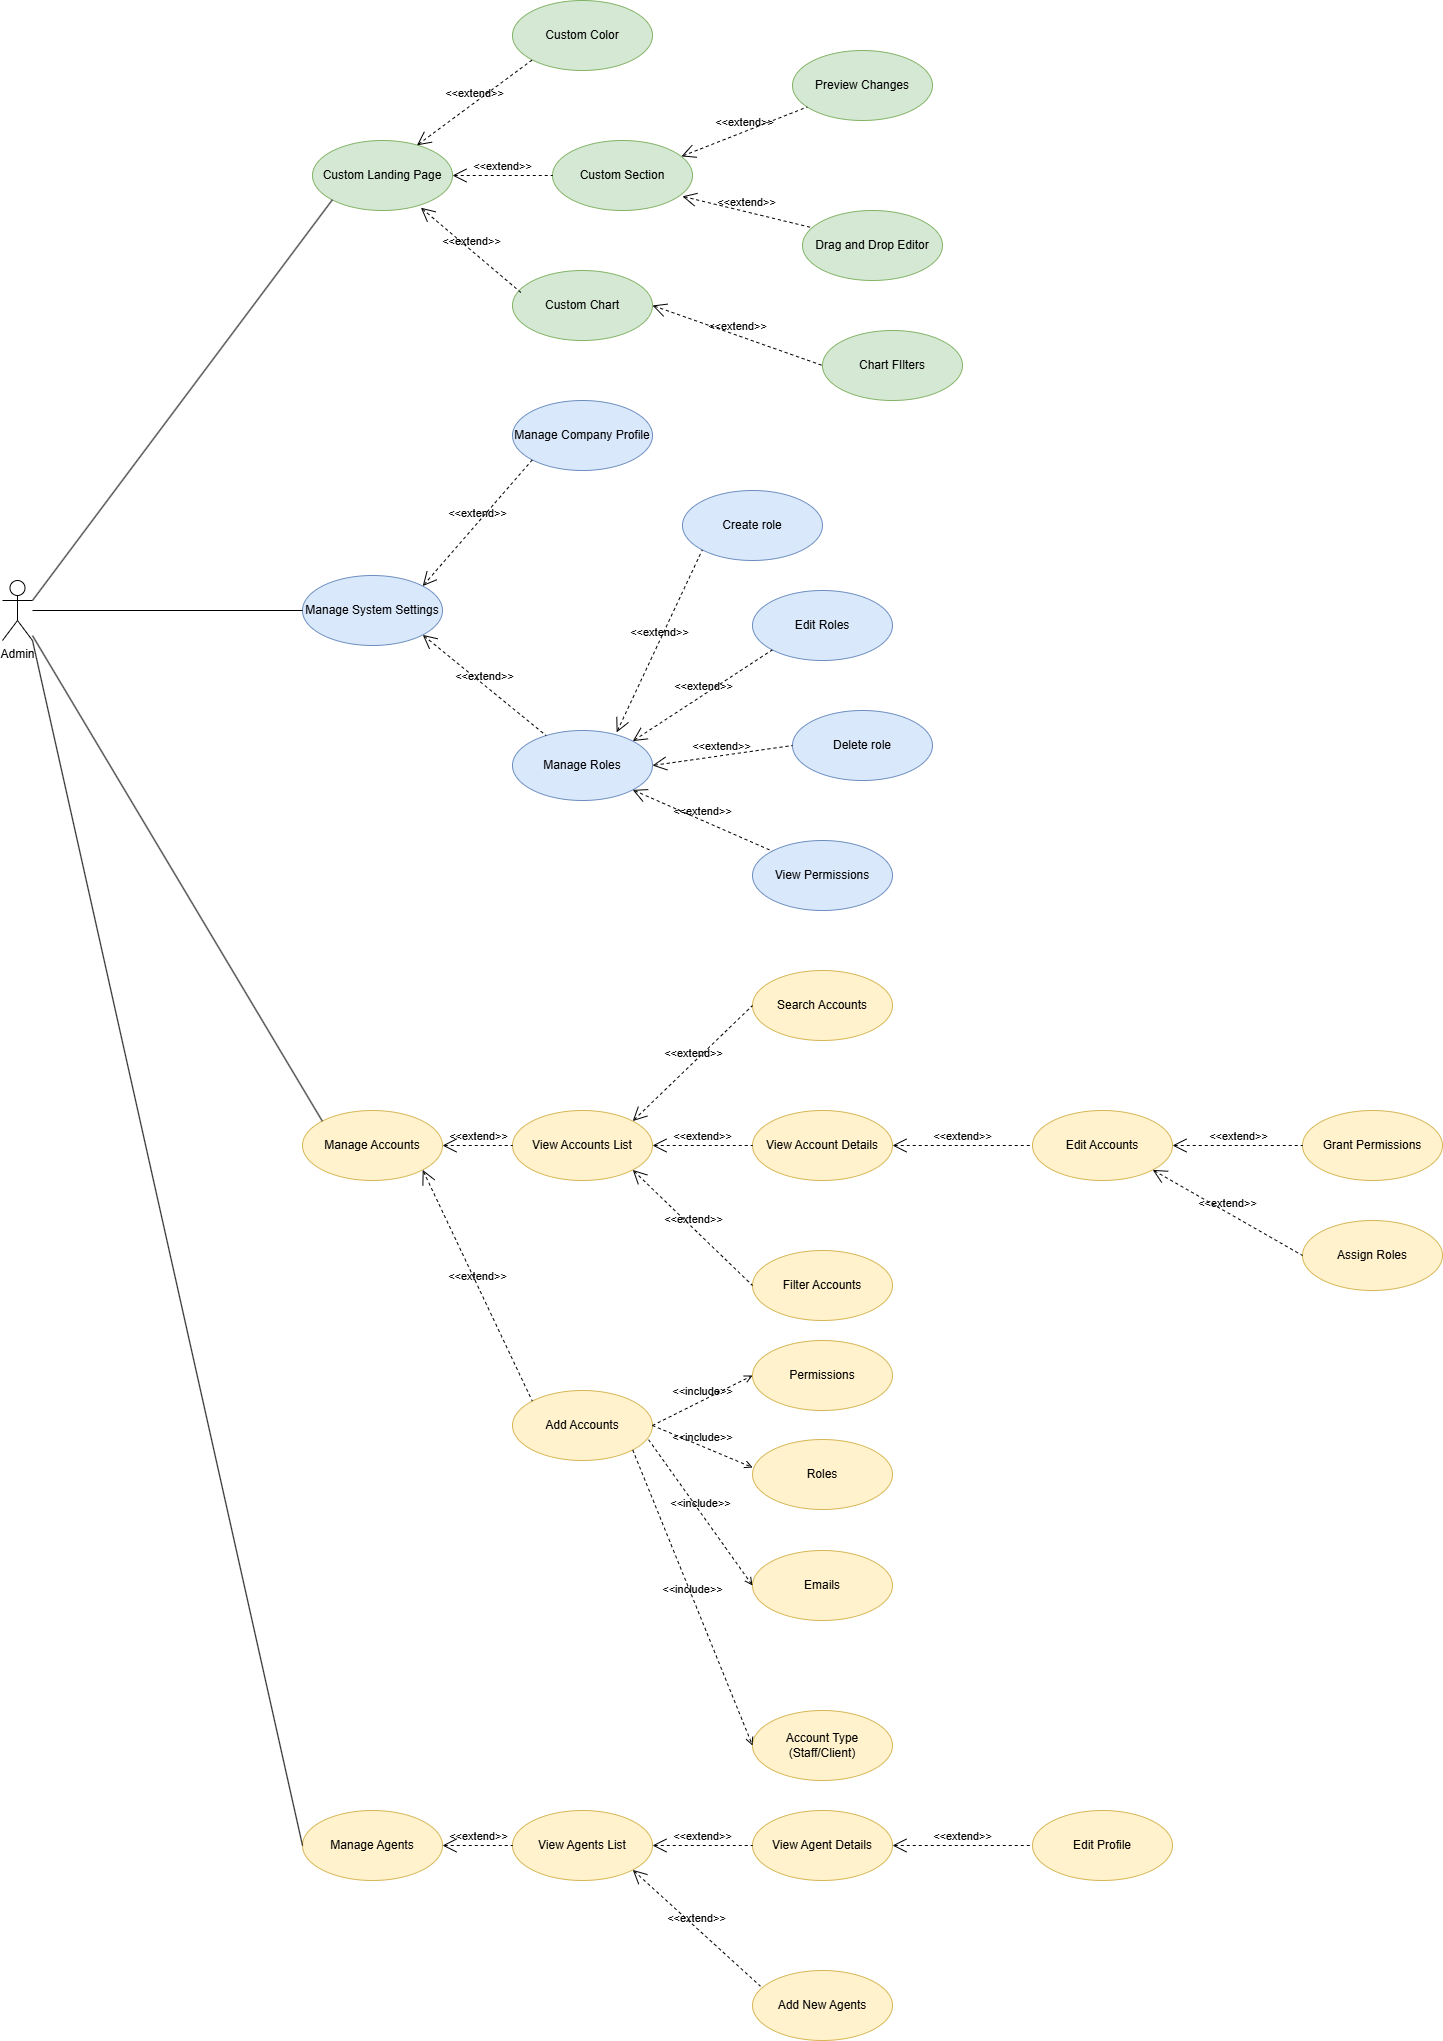 Custom Color
Preview Changes
<<extend>>
<<extend>>
Custom Landing Page
<<extend>>
Custom Section
<<extend>>
Drag and Drop Editor
<<extend>>
Custom Chart
<<extend>>
Chart FIlters
Manage Company Profile
<<extend>>
Create role
Manage System Settings
Edit Roles
<<extend>>
Admin
<<extend>>
<<extend>>
Manage Roles
<<extend>>
Delete role
<<extend>>
View Permissions
Search Accounts
<<extend>>
Manage Accounts
<<extend>>
View Accounts List
<<extend>>
View Account Details
<<extend>>
Edit Accounts
<<extend>>
Grant Permissions
<<extend>>
<<extend>>
Assign Roles
<<extend>>
Filter Accounts
Permissions
<<include>>
Add Accounts
<<include>>
Roles
<<include>>
Emails
<<include>>
Account Type
(Staff/Client)
Manage Agents
<<extend>>
View Agents List
<<extend>>
View Agent Details
<<extend>>
Edit Profile
<<extend>>
Add New Agents